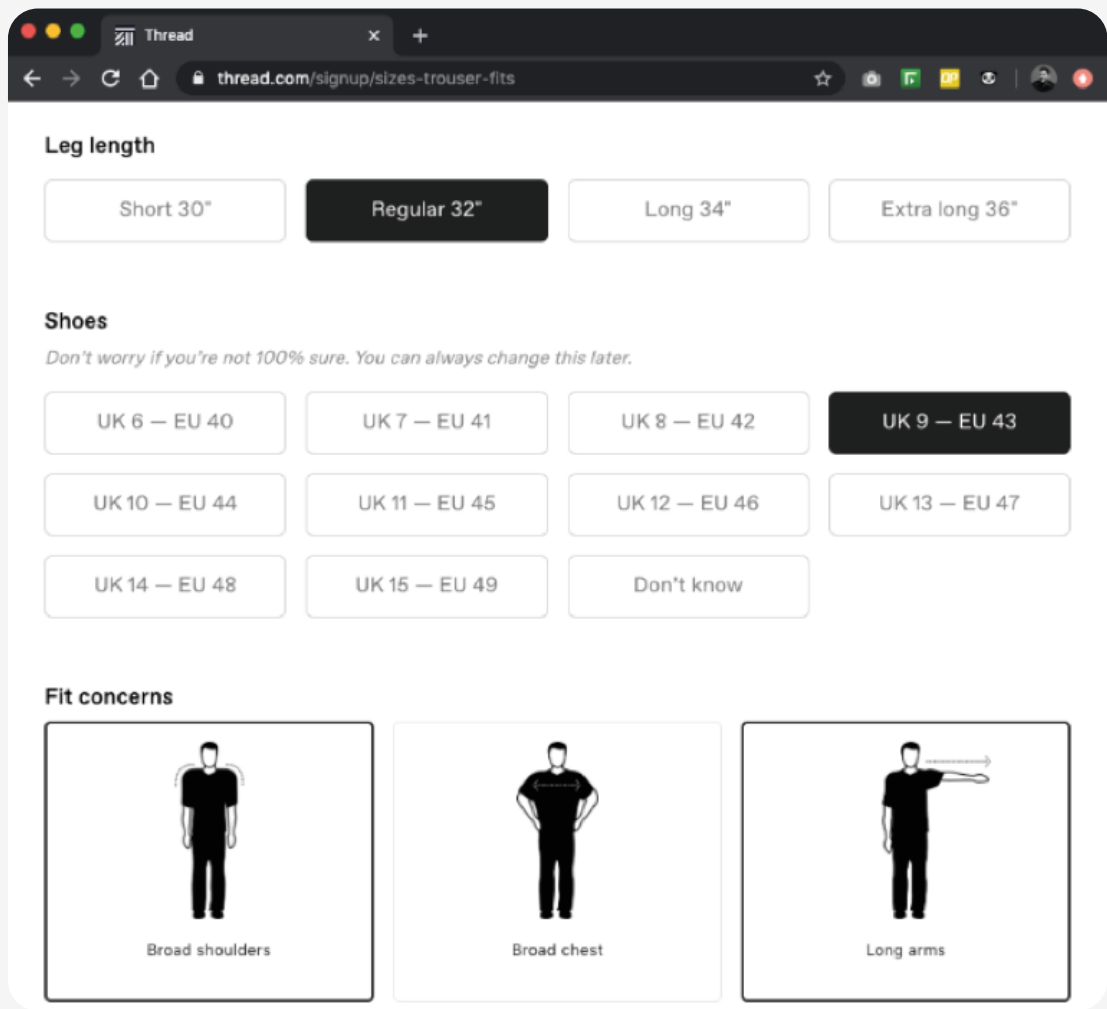 Thread
thread.com/signup/sizes-trouser-fits
Leg length
Short 30" Regular 32" Long 34" Extra long 36"
Shoes
Don't worry if you're not 100% sure. You can always change this later.
UK 6 — EU 40 UK 7 — EU 41 UK 8 — EU 42 UK 9 — EU 43
UK 10 — EU 44 UK 11 — EU 45 UK 12 — EU 46 UK 13 — EU 47
UK 14 — EU 48 UK 15 — EU 49 Don't know
Fit concerns
Broad shoulders Broad chest Long arms